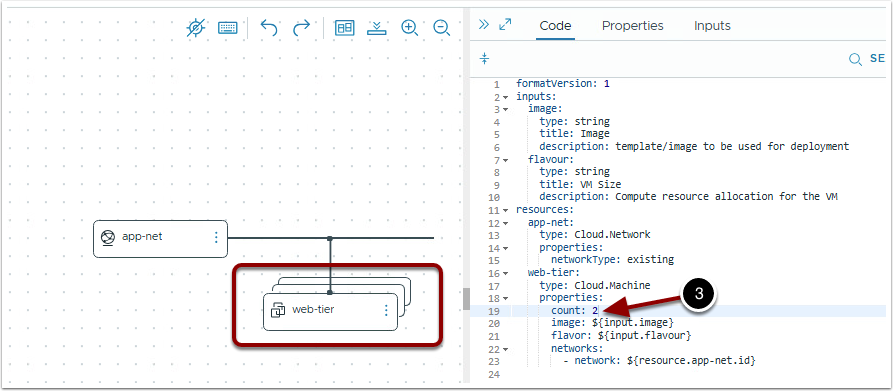 Code Properties Inputs
SE
1 formatVersion: 1
2 inputs:
3 image:
4 type: string
5 title: Image
6 description: template/image to be used for deployment
7 flavour:
8 type: string
9 title: VM Size
10 description: Compute resource allocation for the VM
11 resources:
12 app-net:
13 type: Cloud.Network
14 properties:
15 networkType: existing
16 web-tier:
17 type: Cloud.Machine
18 properties:
19 count: 2
20 image: ${input.image}
21 flavor: ${input.flavour}
22 networks:
23 - network: ${resource.app-net.id}
24
app-net
web-tier
3